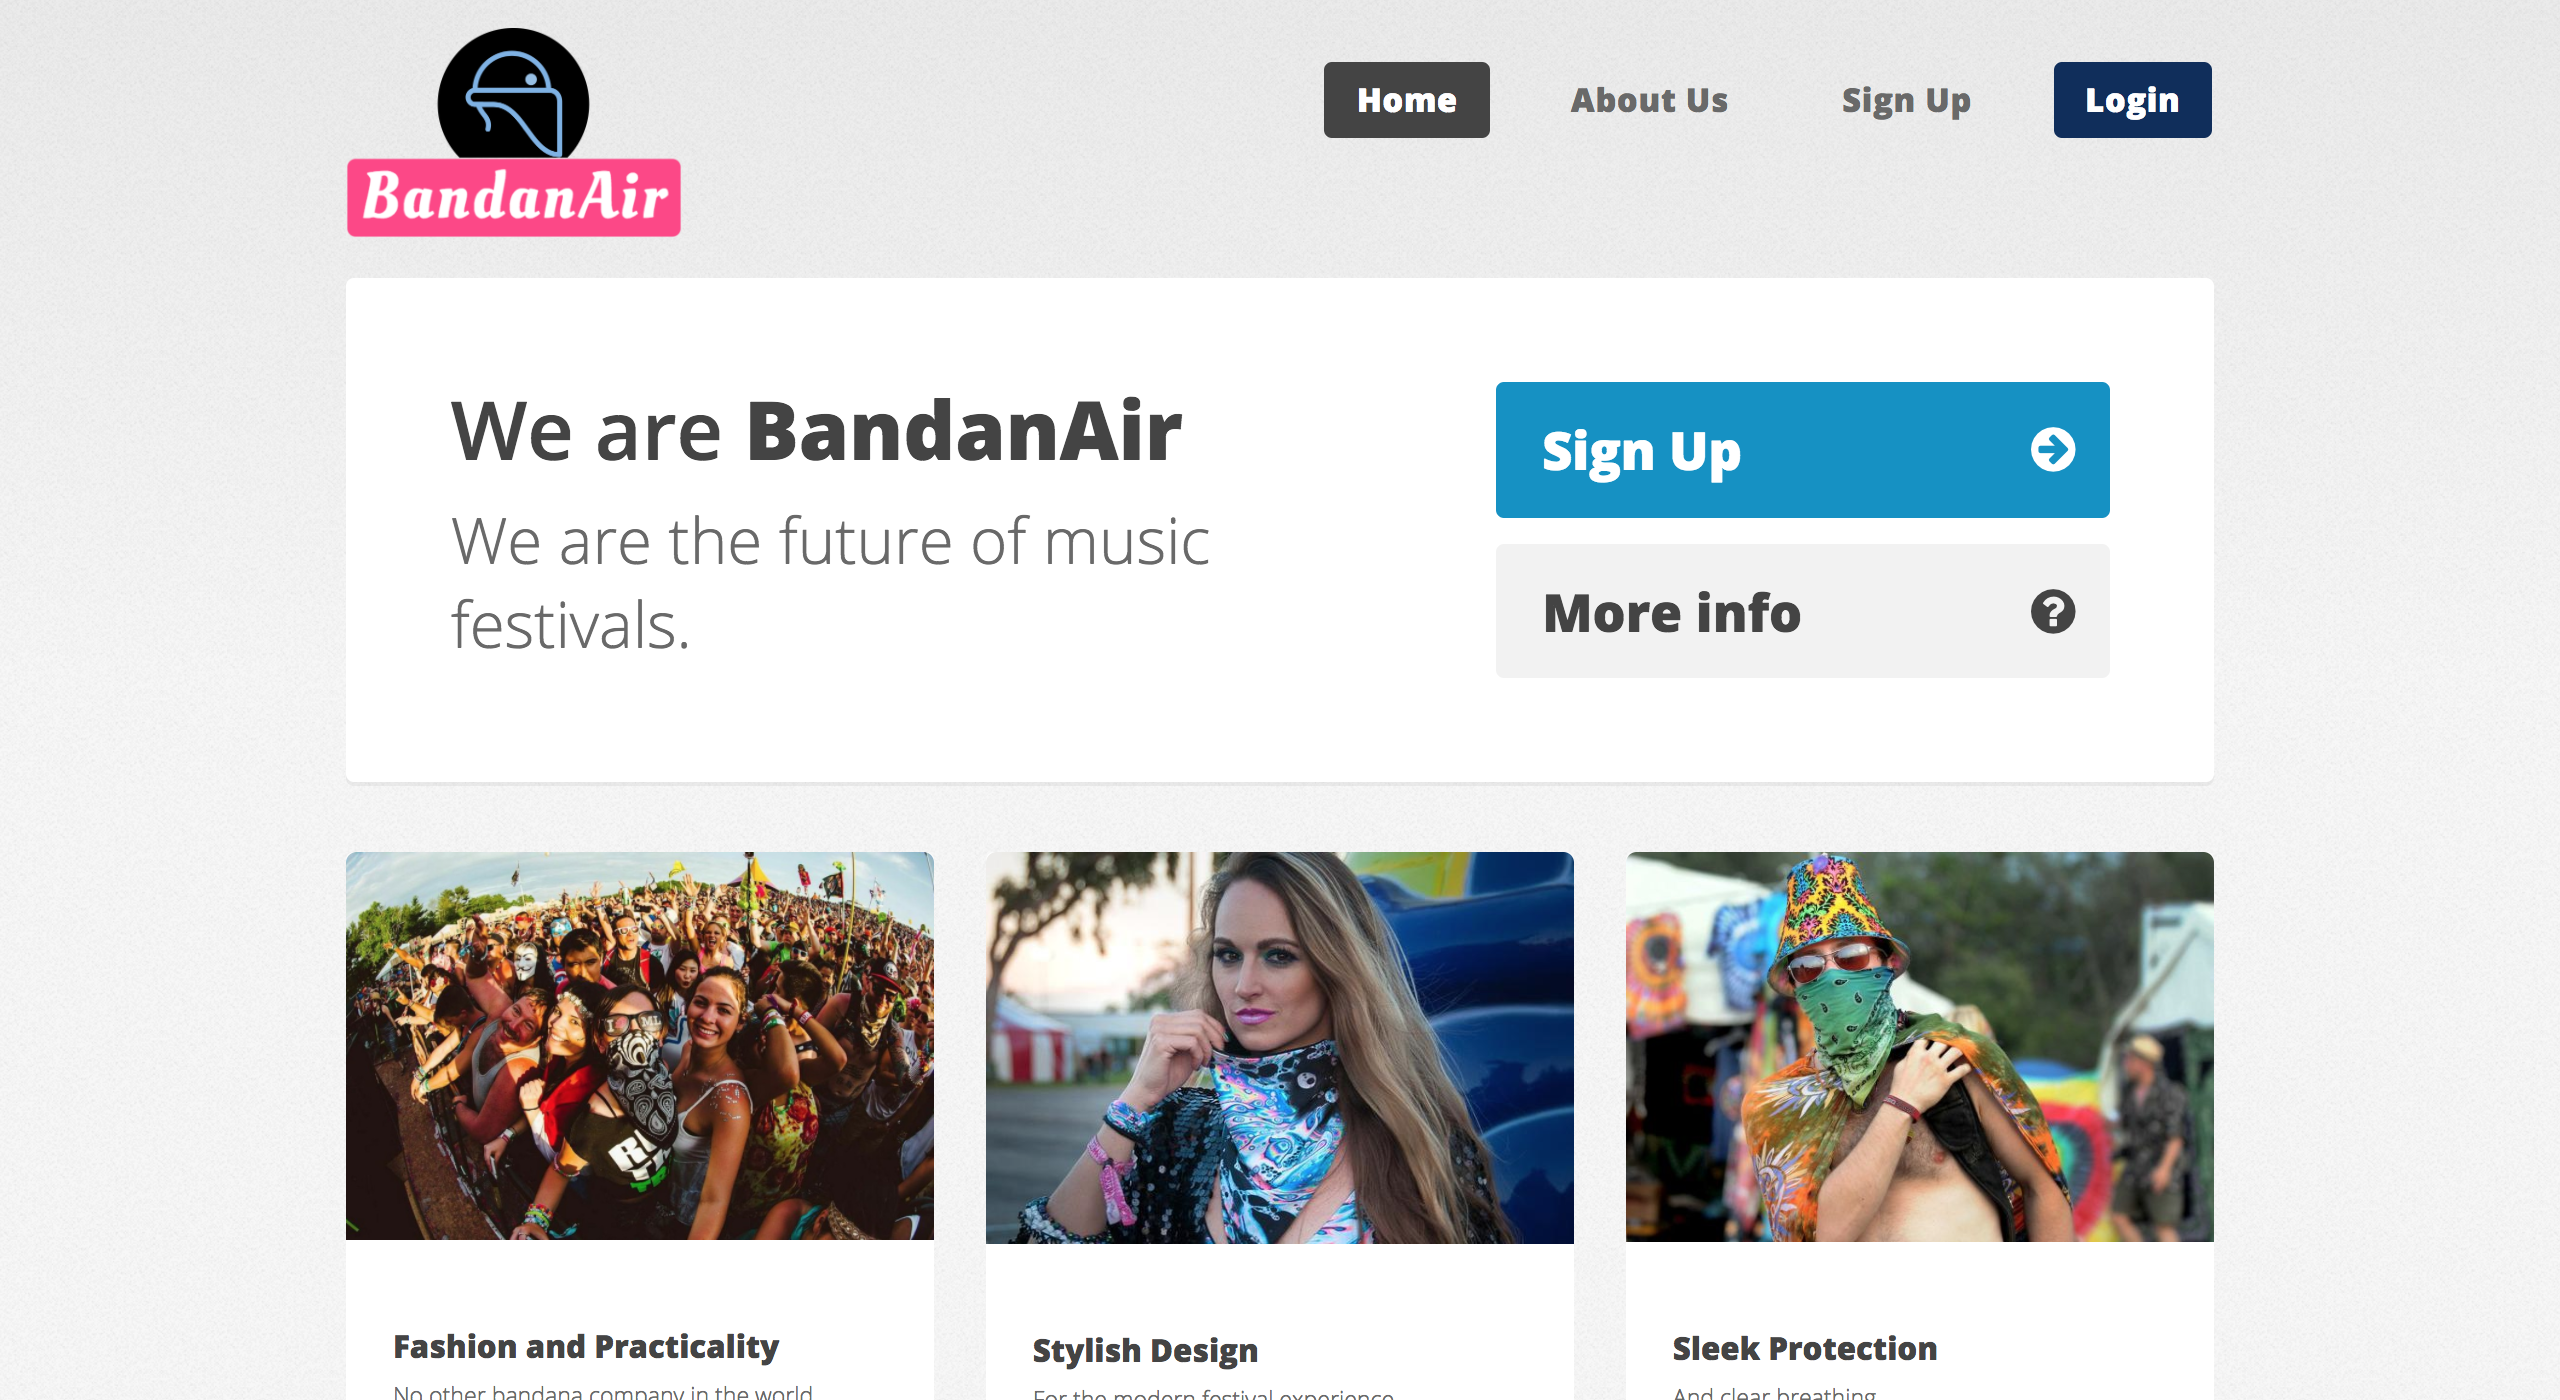 BandanAir
Home
About Us
Sign Up
Login
We are BandanAir
We are the future of music
festivals.
Sign Up
More info
Fashion and Practicality
No other bandana company in the world
Stylish Design
For the modern festival experience
Sleek Protection
And clear breathing